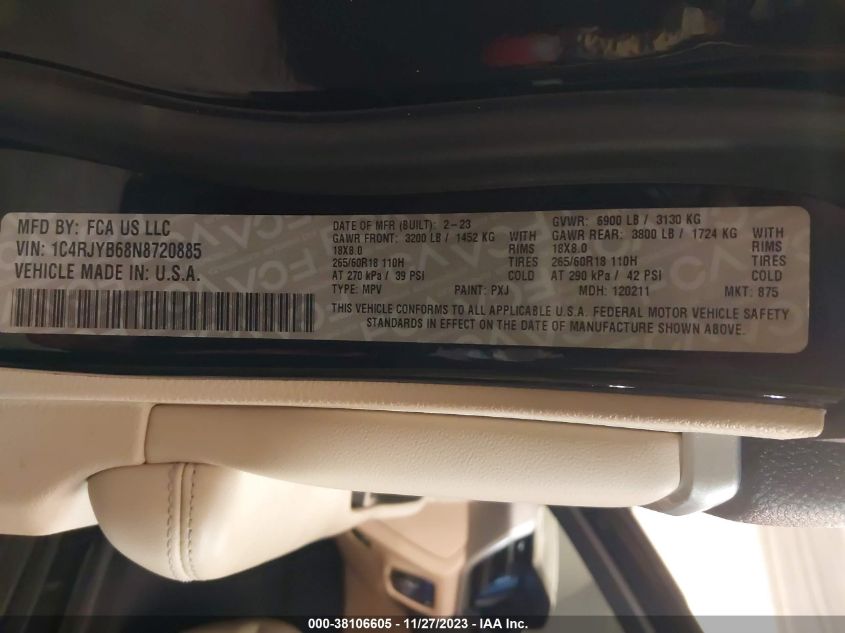 MFD BY: FCA US LLC
VIN: 1C4RJYB68N8720885
VEHICLE MADE IN: U.S.A.
DATE OF MFR (BUILT): 2-23
GAWR FRONT: 3200 LB / 1452 KG WITH
18X8.0 RIMS
265/60R18 110H TIRES
AT 270 kPa / 39 PSI COLD
TYPE: MPV PAINT: PXJ
GVWR: 6900 LB / 3130 KG
GAWR REAR: 3800 LB / 1724 KG WITH
18X8.0 RIMS
265/60R18 110H TIRES
AT 290 kPa / 42 PSI COLD
MDH: 120211 MKT: 875
THIS VEHICLE CONFORMS TO ALL APPLICABLE U.S.A. FEDERAL MOTOR VEHICLE SAFETY
STANDARDS IN EFFECT ON THE DATE OF MANUFACTURE SHOWN ABOVE.
000-38106605 - 11/27/2023 - IAA Inc.